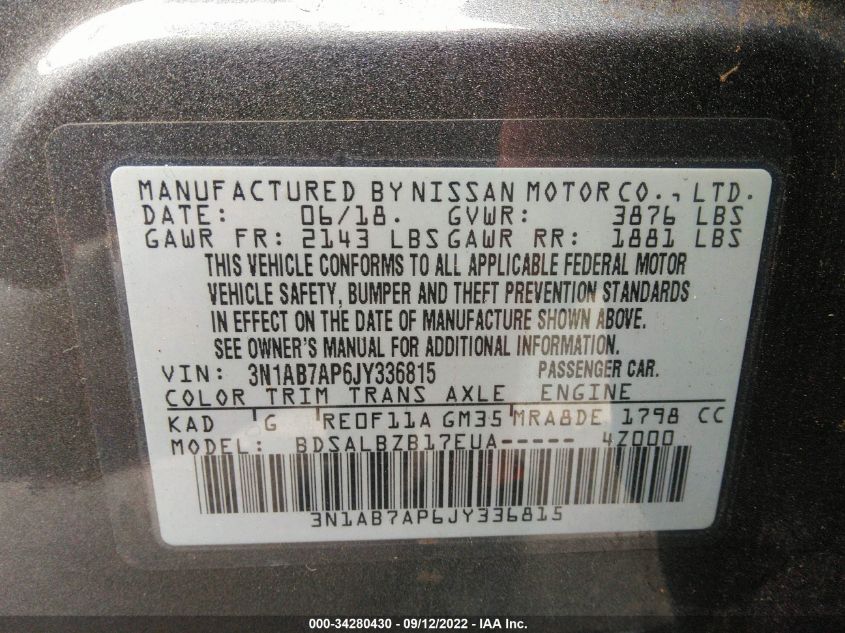 MANUFACTURED BY NISSAN MOTOR CO., LTD.
DATE: 06/18. GVWR: 3876 LBS
GAWR FR: 2143 LBS GAWR RR: 1881 LBS
THIS VEHICLE CONFORMS TO ALL APPLICABLE FEDERAL MOTOR
VEHICLE SAFETY, BUMPER AND THEFT PREVENTION STANDARDS
IN EFFECT ON THE DATE OF MANUFACTURE SHOWN ABOVE.
SEE OWNER'S MANUAL FOR ADDITIONAL INFORMATION.
VIN: 3N1AB7AP6JY336815 PASSENGER CAR.
COLOR TRIM TRANS AXLE ENGINE
KAD G RE0F11A GM35 MRA8DE 1798 CC
MODEL: BDSALBZB17EUA----- 4Z000
3N1AB7AP6JY336815
000-34280430 - 09/12/2022 - IAA Inc.